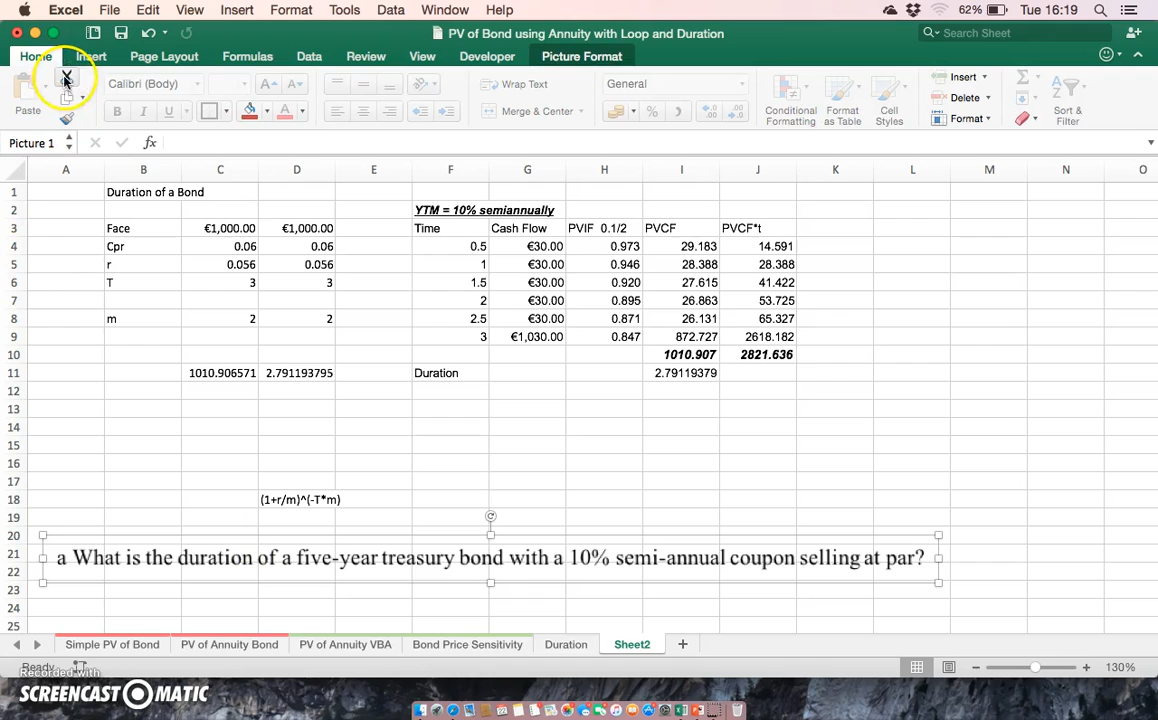 Excel File Edit View Insert Format Tools Data Window Help 62% Tue 16:19
PV of Bond using Annuity with Loop and Duration Search Sheet
Home Insert Page Layout Formulas Data Review View Developer Picture Format
Paste Calibri (Body) A A Wrap Text General Conditional Formatting Format as Table Cell Styles Insert Sort & Filter
B I U A Merge & Center % Delete
Format
Picture 1 fx
A B C D E F G H I J K L M N O
1 Duration of a Bond
2 YTM = 10% semiannually
3 Face €1,000.00 €1,000.00 Time Cash Flow PVIF 0.1/2 PVCF PVCF*t
4 Cpr 0.06 0.06 0.5 €30.00 0.973 29.183 14.591
5 r 0.056 0.056 1 €30.00 0.946 28.388 28.388
6 T 3 3 1.5 €30.00 0.920 27.615 41.422
7 2 €30.00 0.895 26.863 53.725
8 m 2 2 2.5 €30.00 0.871 26.131 65.327
9 3 €1,030.00 0.847 872.727 2618.182
10 1010.907 2821.636
11 1010.906571 2.791193795 Duration 2.79119379
12
13
14
15
16
17
18 (1+r/m)^(-T*m)
19
20
21 a What is the duration of a five-year treasury bond with a 10% semi-annual coupon selling at par?
22
23
24
25
Simple PV of Bond PV of Annuity Bond PV of Annuity VBA Bond Price Sensitivity Duration Sheet2
Ready 130%
Recorded with
SCREENCAST O MATIC